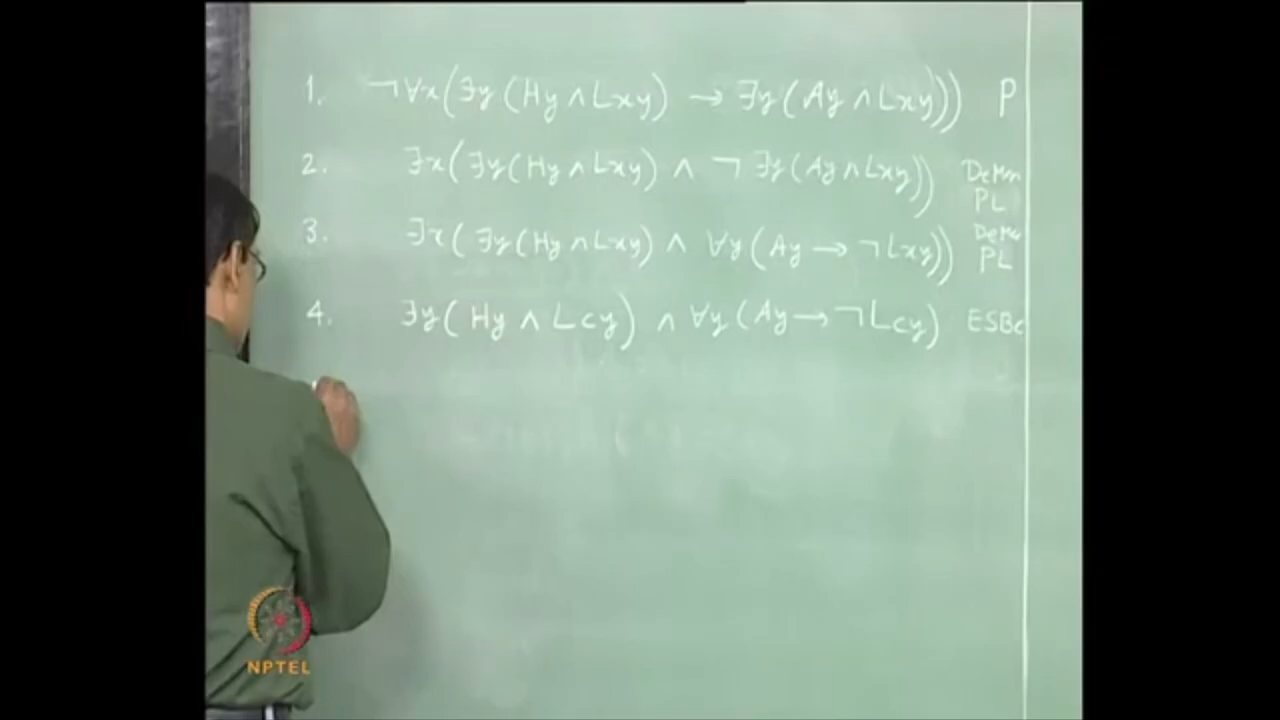 1. ¬∀x(∃y(Hy ∧ Lxy) → ∃y(Ay ∧ Lxy)) P
2. ∃x(∃y(Hy ∧ Lxy) ∧ ¬∃y(Ay ∧ Lxy)) DeMn
PL
3. ∃x(∃y(Hy ∧ Lxy) ∧ ∀y(Ay → ¬Lxy)) DeMn
PL
4. ∃y(Hy ∧ Lcy) ∧ ∀y(Ay → ¬Lcy) ESBc
NPTEL